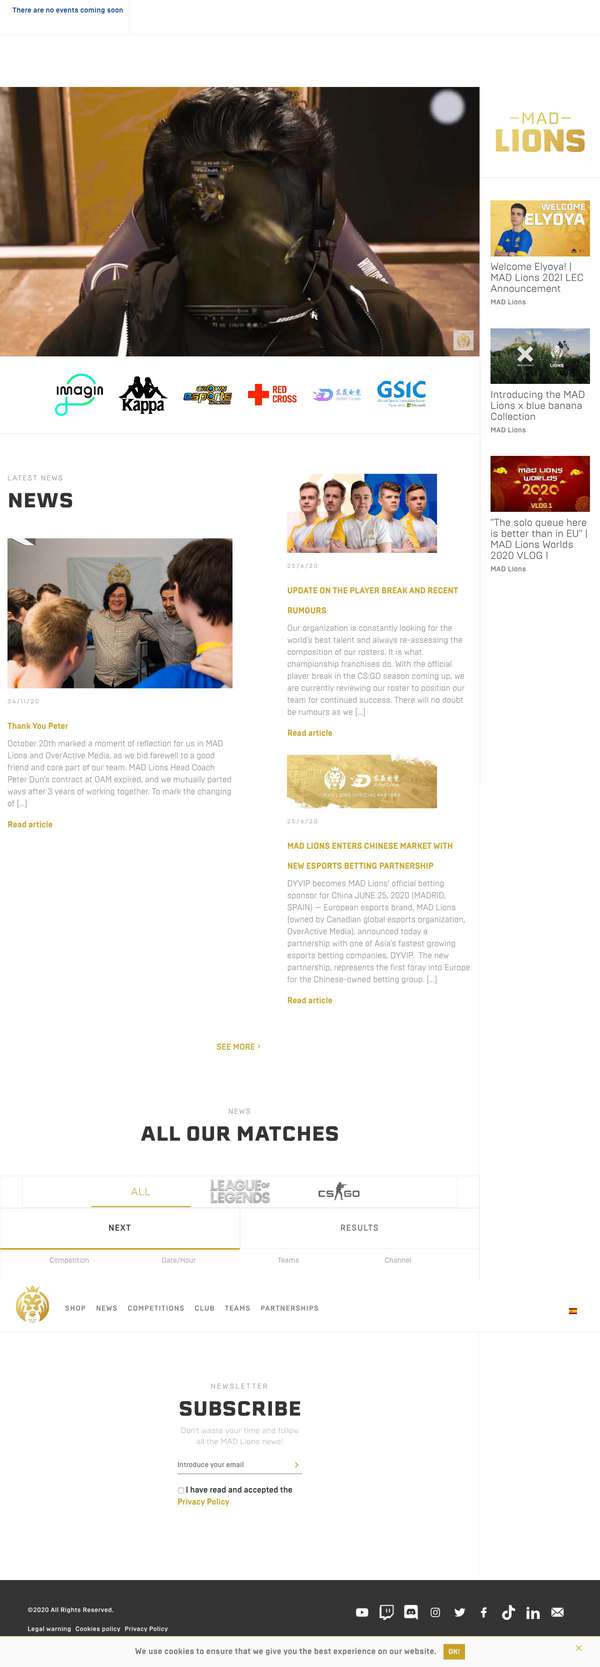 There are no events coming soon
MAD
LIONS
WELCOME
ELYOYA
Welcome Elyoya! |
MAD Lions 2021 LEC
Announcement
MAD Lions
LIONS
Introducing the MAD
Lions x blue banana
Collection
MAD Lions
MAD LIONS
WORLDS
2020
VLOG 1
"The solo queue here
is better than in EU" |
MAD Lions Worlds
2020 VLOG 1
MAD Lions
imagin
Kappa
esports
RED
CROSS
GSIC
LATEST NEWS
NEWS
04/11/20
Thank You Peter
October 20th marked a moment of reflection for us in MAD
Lions and OverActive Media, as we bid farewell to a good
friend and core part of our team. MAD Lions Head Coach
Peter Dun's contract at OAM expired, and we mutually parted
ways after 3 years of working together. To mark the changing
of [...]
Read article
25/6/20
UPDATE ON THE PLAYER BREAK AND RECENT
RUMOURS
Our organization is constantly looking for the
world's best talent and always re-assessing the
composition of our rosters. It is what
championship franchises do. With the official
player break in the CS:GO season coming up, we
are currently reviewing our roster to position our
team for continued success. There will no doubt
be rumours as we [...]
Read article
25/6/20
MAD LIONS ENTERS CHINESE MARKET WITH
NEW ESPORTS BETTING PARTNERSHIP
DYVIP becomes MAD Lions' official betting
sponsor for China JUNE 25, 2020 (MADRID,
SPAIN) – European esports brand, MAD Lions
(owned by Canadian global esports organization,
OverActive Media), announced today a
partnership with one of Asia's fastest growing
esports betting companies, DYVIP. The new
partnership, represents the first foray into Europe
for the Chinese-owned betting group. [...]
Read article
SEE MORE ›
NEWS
ALL OUR MATCHES
ALL
LEAGUE OF
LEGENDS
CS GO
NEXT
RESULTS
Competition Date/Hour Teams Channel
SHOP NEWS COMPETITIONS CLUB TEAMS PARTNERSHIPS
NEWSLETTER
SUBSCRIBE
Don't waste your time and follow
all the MAD Lions news!
Introduce your email
I have read and accepted the
Privacy Policy
©2020 All Rights Reserved.
Legal warning Cookies policy Privacy Policy
We use cookies to ensure that we give you the best experience on our website. OK!